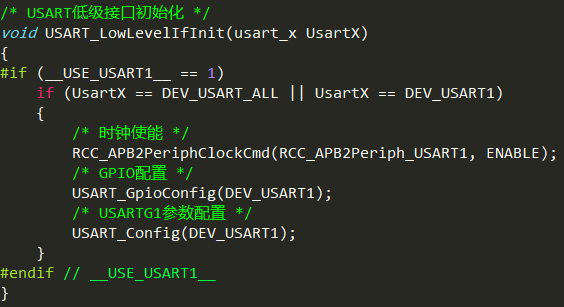 /* USART低级接口初始化 */
void USART_LowLevelIfInit(usart_x UsartX)
{
#if (__USE_USART1__ == 1)
    if (UsartX == DEV_USART_ALL || UsartX == DEV_USART1)
    {
        /* 时钟使能 */
        RCC_APB2PeriphClockCmd(RCC_APB2Periph_USART1, ENABLE);
        /* GPIO配置 */
        USART_GpioConfig(DEV_USART1);
        /* USARTG1参数配置 */
        USART_Config(DEV_USART1);
    }
#endif // __USE_USART1__
}